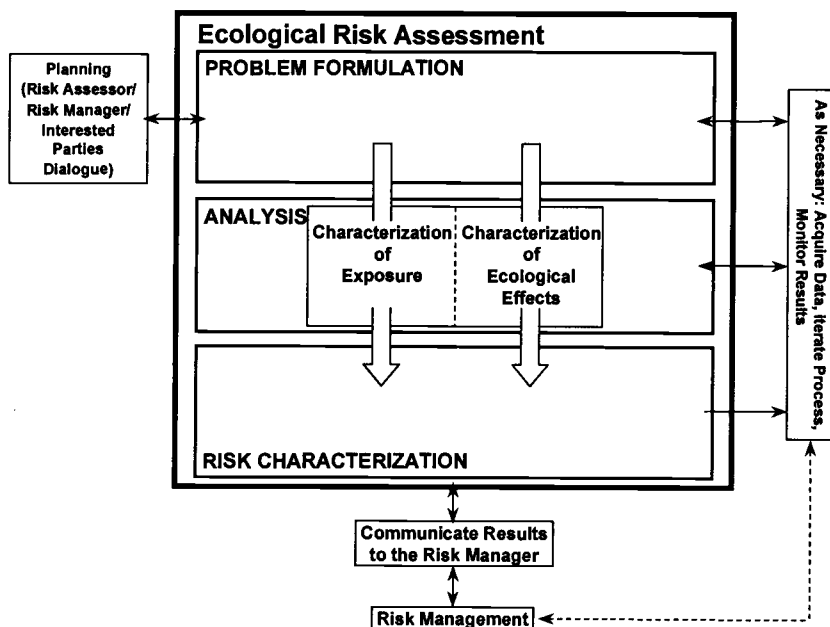 Ecological Risk Assessment
Planning
(Risk Assessor/
Risk Manager/
Interested
Parties
Dialogue)
PROBLEM FORMULATION
ANALYSIS
Characterization
of
Exposure
Characterization
of
Ecological
Effects
RISK CHARACTERIZATION
As Necessary: Acquire Data, iterate Process,
Monitor Results
Communicate Results
to the Risk Manager
Risk Management